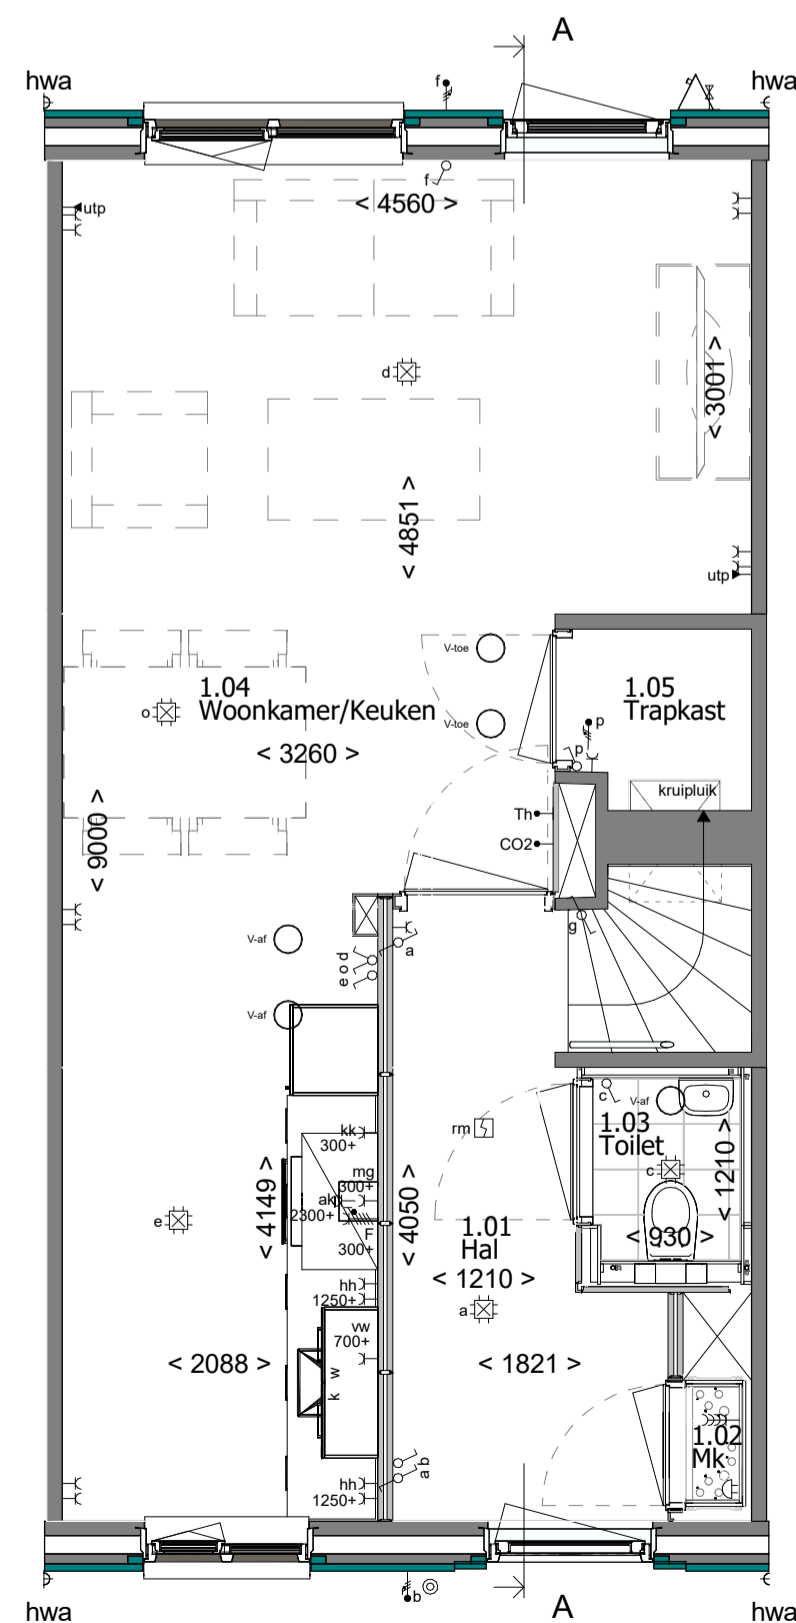 A
hwa
hwa
f
f
< 4560 >
utp
d
< 3001 >
< 4851 >
utp
V-toe
1.04
Woonkamer/Keuken
o
V-toe
1.05
Trapkast
p
p
< 3260 >
kruipluik
Th
CO2
< 9000 >
g
a
V-af
e o d
V-af
c
V-af
rm
1.03
Toilet
c
< 1210 >
kk
300+
mg
300+
ak
2300+
F
300+
< 4149 >
< 4050 >
e
< 930 >
1.01
Hal
< 1210 >
hh
1250+
a
vw
700+
k w
< 2088 >
< 1821 >
1.02
Mk
a b
hh
1250+
b
A
hwa
hwa